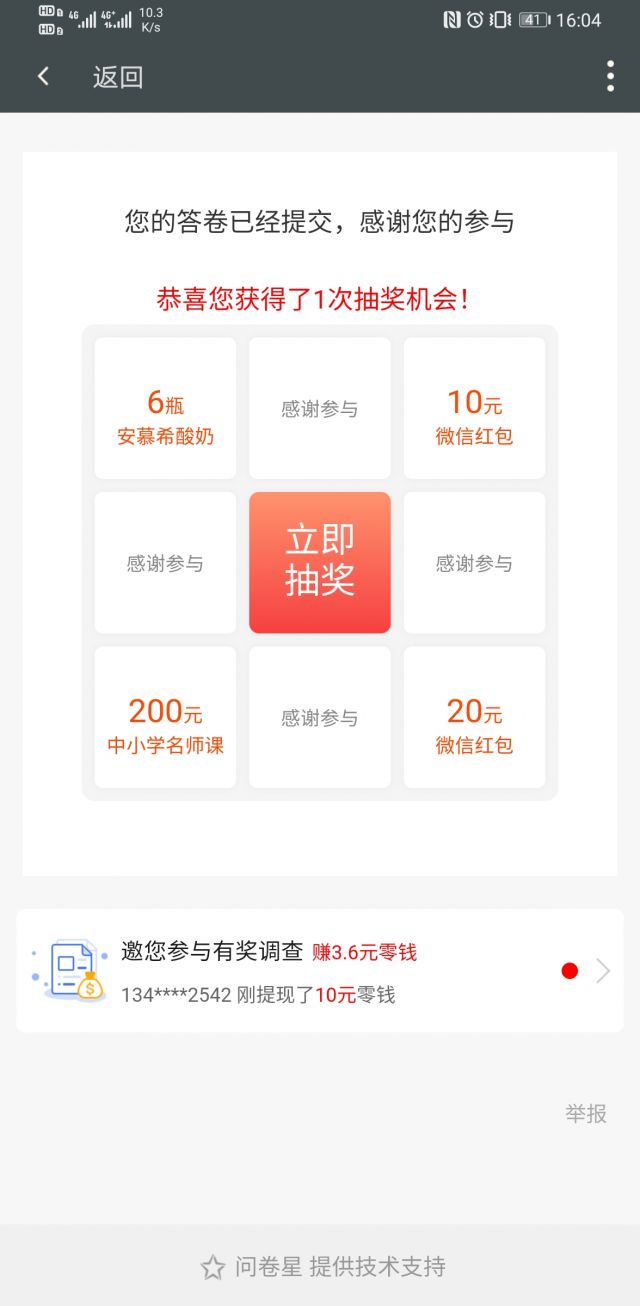 HD 2 4G 4G+ 10.3 K/s 41 16:04
HD 2
返回
您的答卷已经提交，感谢您的参与
恭喜您获得了1次抽奖机会！
6瓶 感谢参与 10元
安慕希酸奶 微信红包
感谢参与 立即 感谢参与
抽奖
200元 感谢参与 20元
中小学名师课 微信红包
邀您参与有奖调查 赚3.6元零钱
134****2542 刚提现了10元零钱
举报
问卷星 提供技术支持